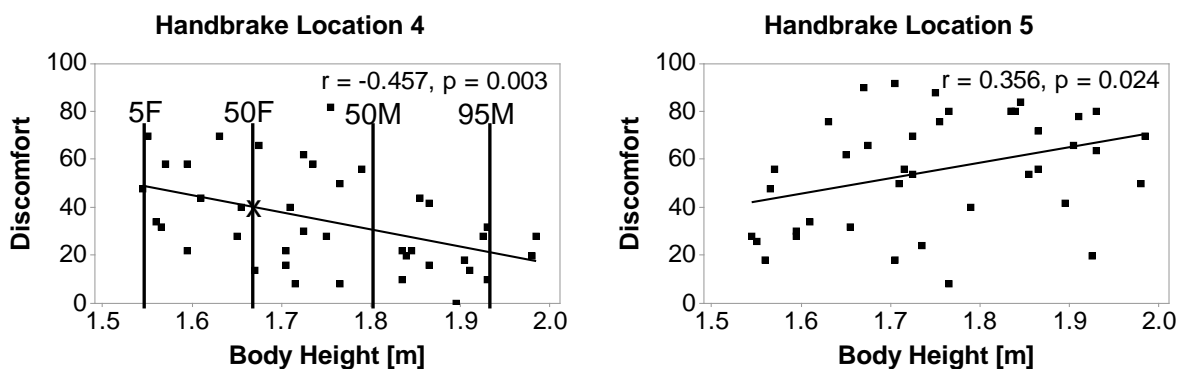 Handbrake Location 4
r = -0.457, p = 0.003
5F 50F 50M 95M
X
Discomfort
100
80
60
40
20
0
1.5 1.6 1.7 1.8 1.9 2.0
Body Height [m]
Handbrake Location 5
r = 0.356, p = 0.024
Discomfort
100
80
60
40
20
0
1.5 1.6 1.7 1.8 1.9 2.0
Body Height [m]